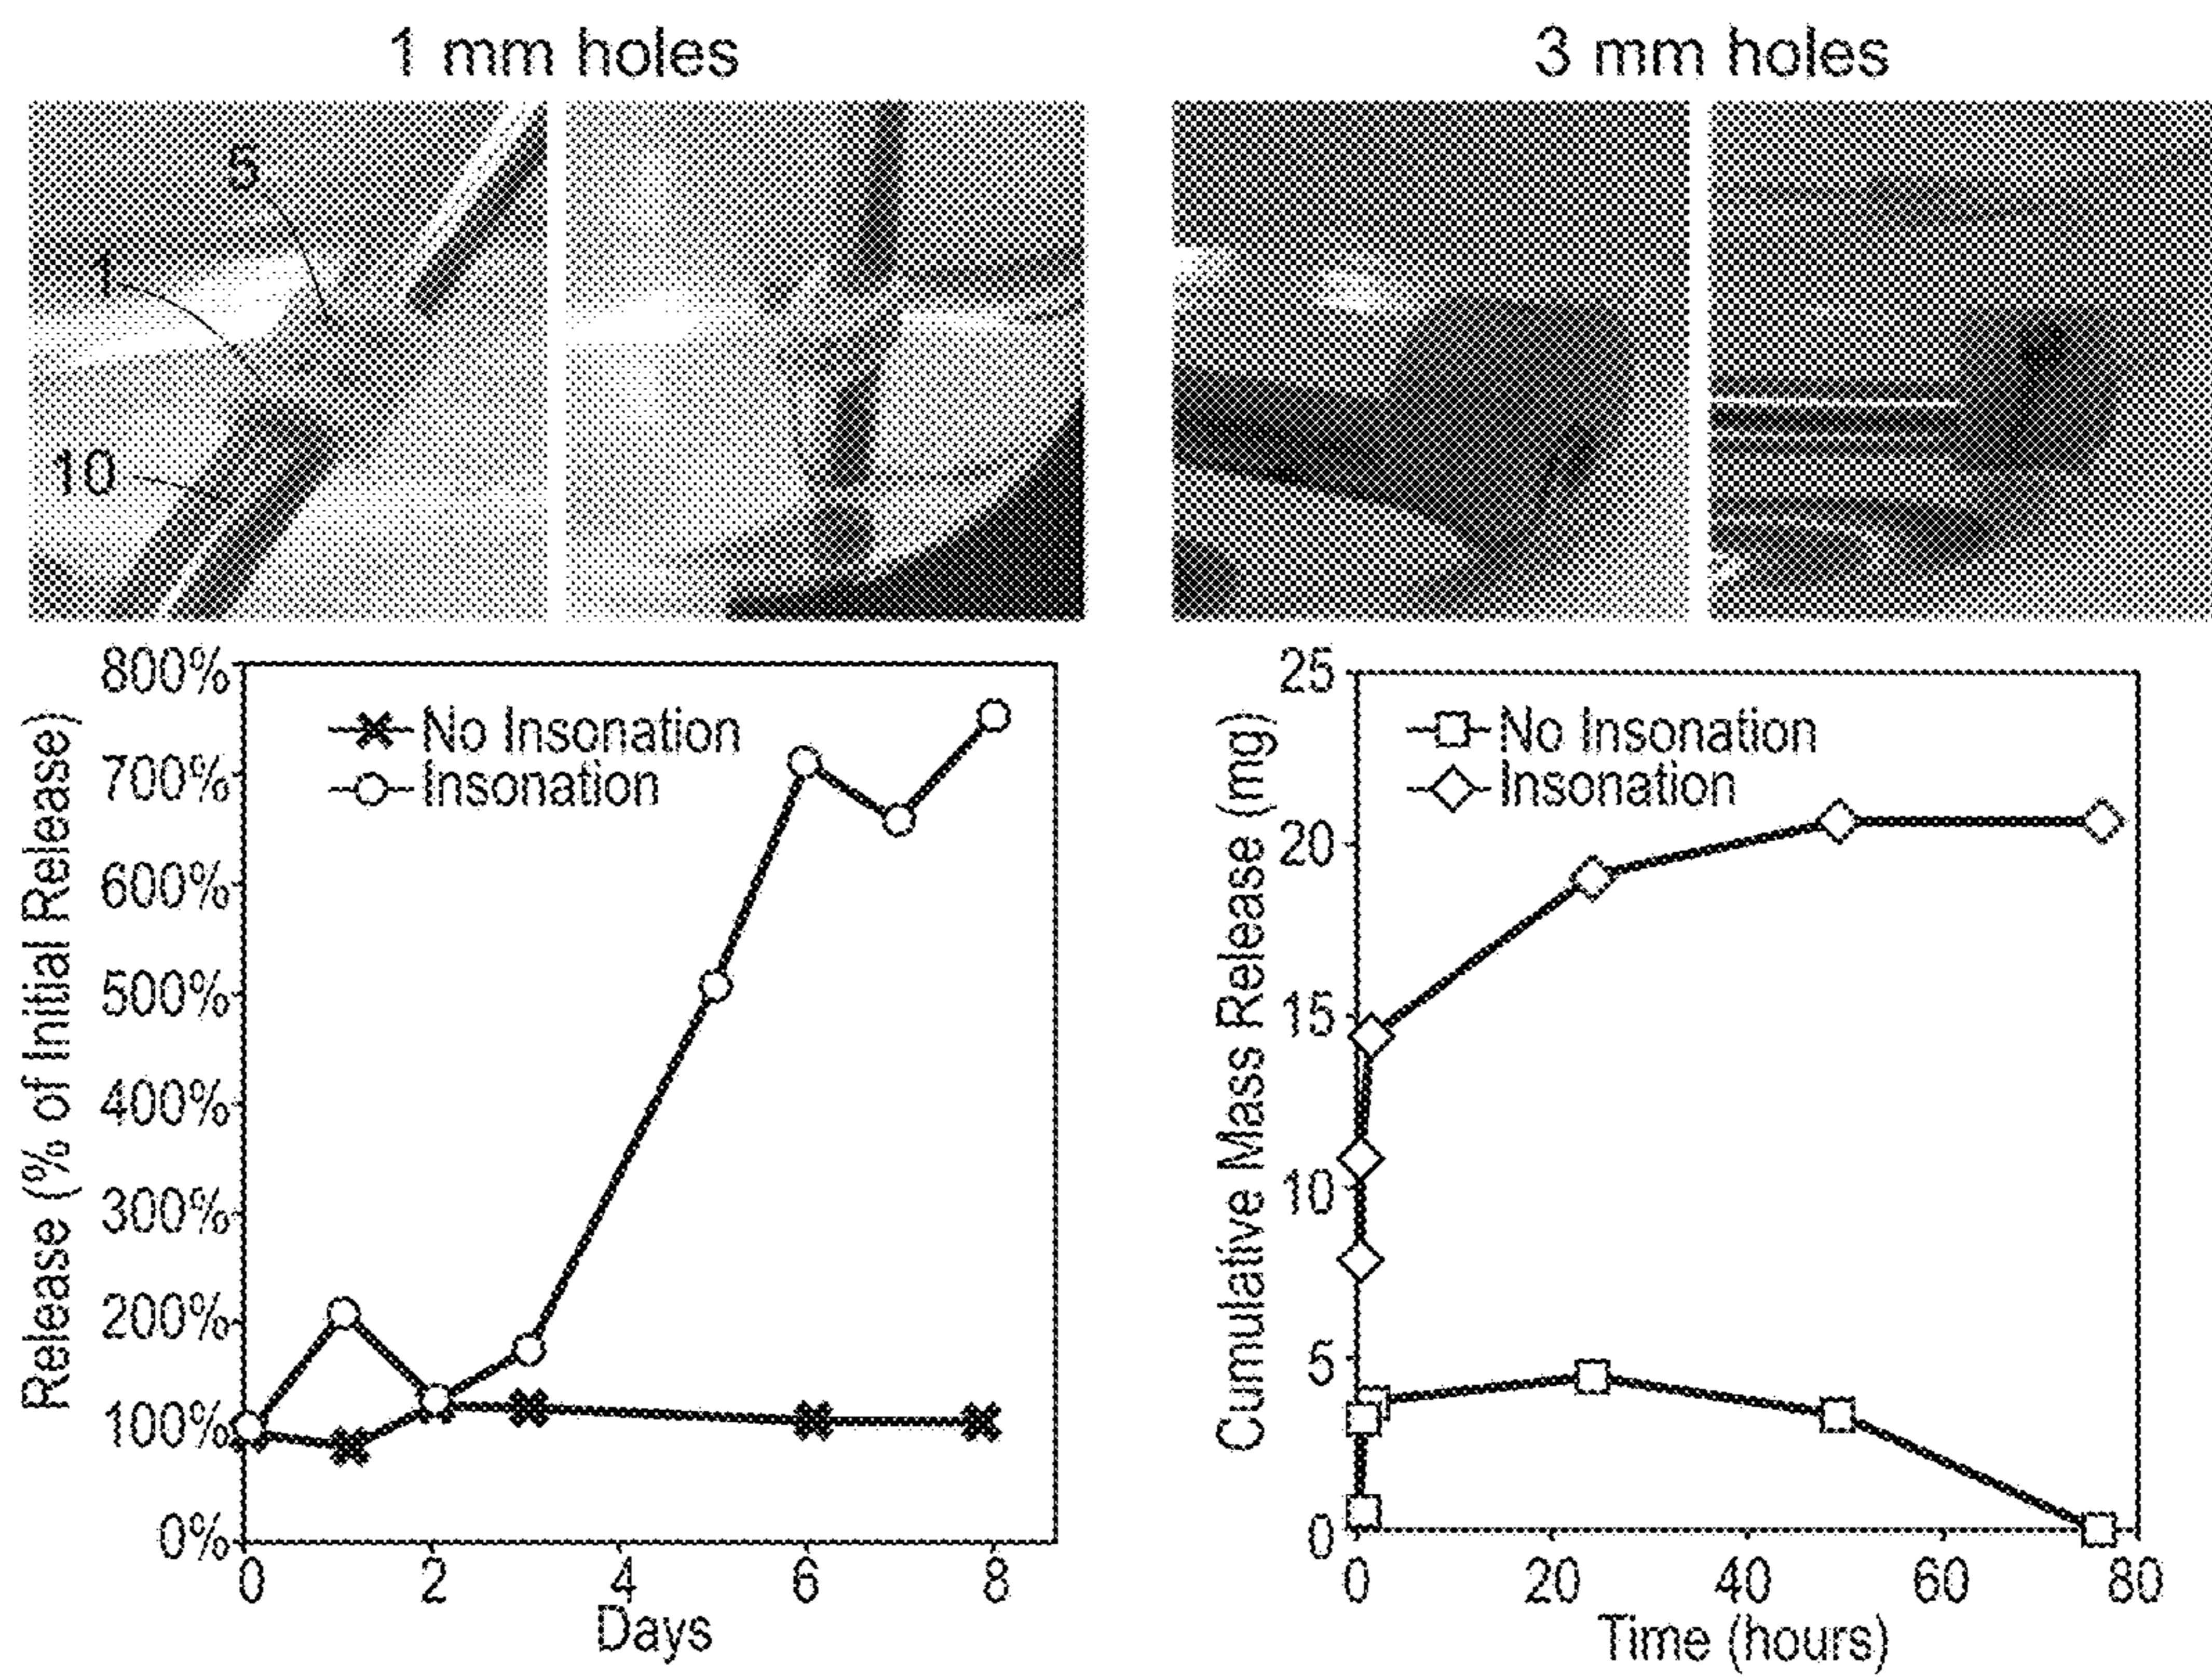 1 mm holes
3 mm holes
5
1
10
Release (% of Initial Release)
800%
700%
600%
500%
400%
300%
200%
100%
0%
No Insonation
Insonation
0 2 4 6 8
Days
Cumulative Mass Release (mg)
25
20
15
10
5
0
No Insonation
Insonation
0 20 40 60 80
Time (hours)